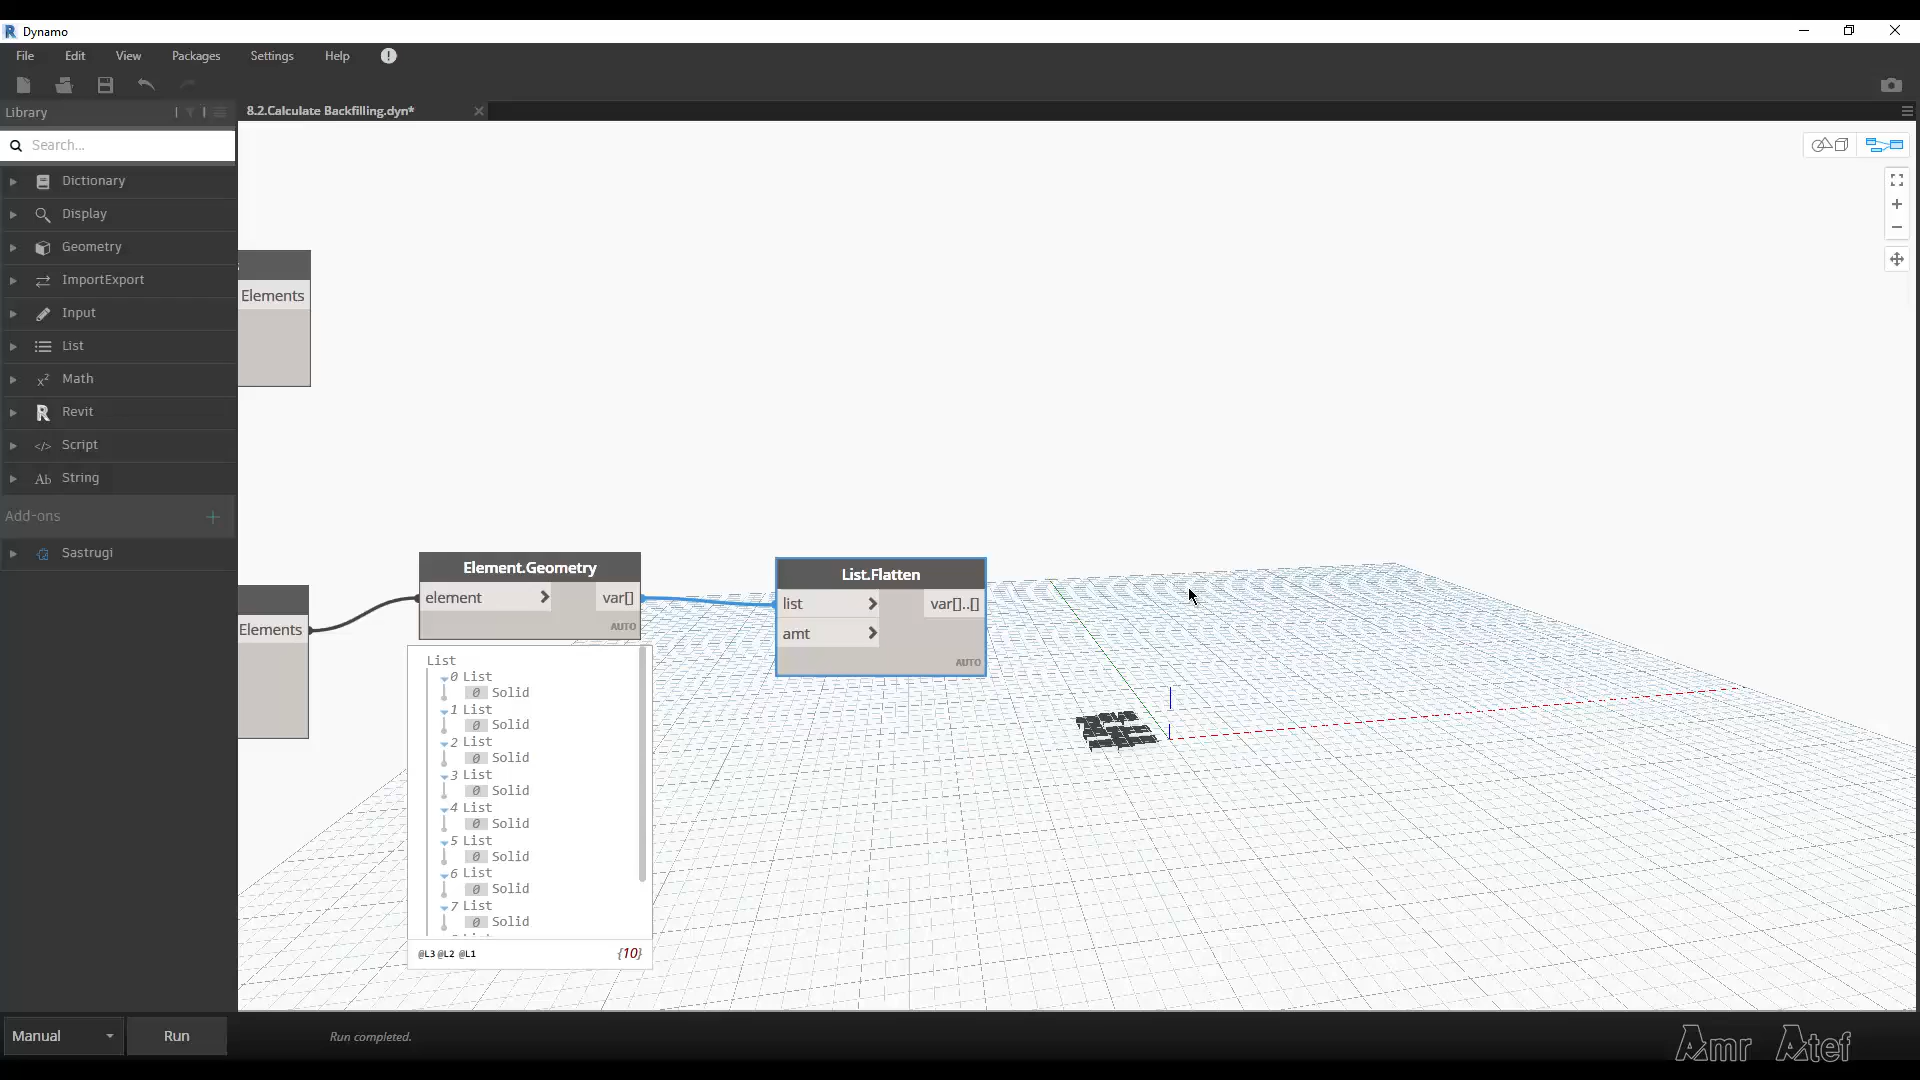 Dynamo
File Edit View Packages Settings Help
Library
8.2.Calculate Backfilling.dyn*
Search...
Dictionary
Display
Geometry
ImportExport
Input
List
Math
Revit
Script
String
Add-ons
Sastrugi
Elements
Elements
Element.Geometry
element
var[]
AUTO
List.Flatten
list
var[]..[]
amt
AUTO
List
0 List
0 Solid
1 List
0 Solid
2 List
0 Solid
3 List
0 Solid
4 List
0 Solid
5 List
0 Solid
6 List
0 Solid
7 List
0 Solid
@L3 @L2 @L1
{10}
Manual
Run
Run completed.
Amr Atef